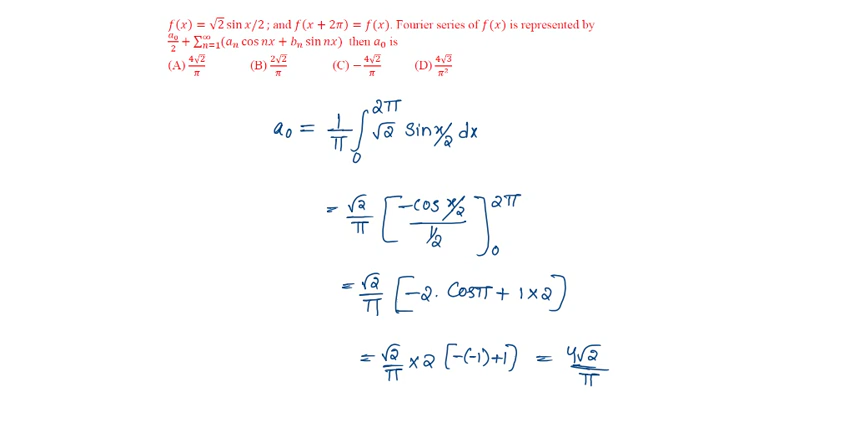 f(x) = √2 sin x/2 ; and f(x + 2π) = f(x). Fourier series of f(x) is represented by
a₀/2 + ∑_{n=1}^{∞}(aₙ cos nx + bₙ sin nx) then a₀ is
(A) 4√2/π (B) 2√2/π (C) −4√2/π (D) 4√3/π²
a₀ = 1/π ∫₀^{2π} √2 sin x/2 dx
= √2/π [−cos x/2 / 1/2]₀^{2π}
= √2/π [−2. cosπ + 1×2]
= √2/π × 2 [−(−1)+1) = 4√2/π